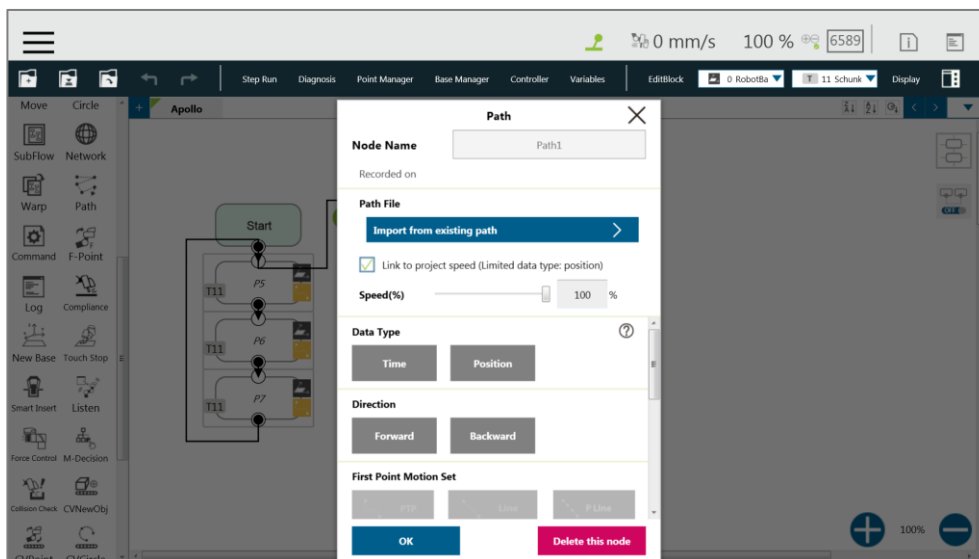 0 mm/s 100 % 6589
Step Run Diagnosis Point Manager Base Manager Controller Variables EditBlock 0 RobotBa T 11 Schunk Display
Move Circle
+ Apollo
SubFlow Network
Warp Path
Command F-Point
Log Compliance
New Base Touch Stop
Smart Insert Listen
Force Control M-Decision
Collision Check CVNewObj
CVPoint CVCircle
Start
T11 P5
T11 P6
T11 P7
Path
Node Name Path1
Recorded on
Path File
Import from existing path
Link to project speed (Limited data type: position)
Speed(%) 100 %
Data Type
Time Position
Direction
Forward Backward
First Point Motion Set
PTP Line P Line
OK Delete this node
OFF
100%